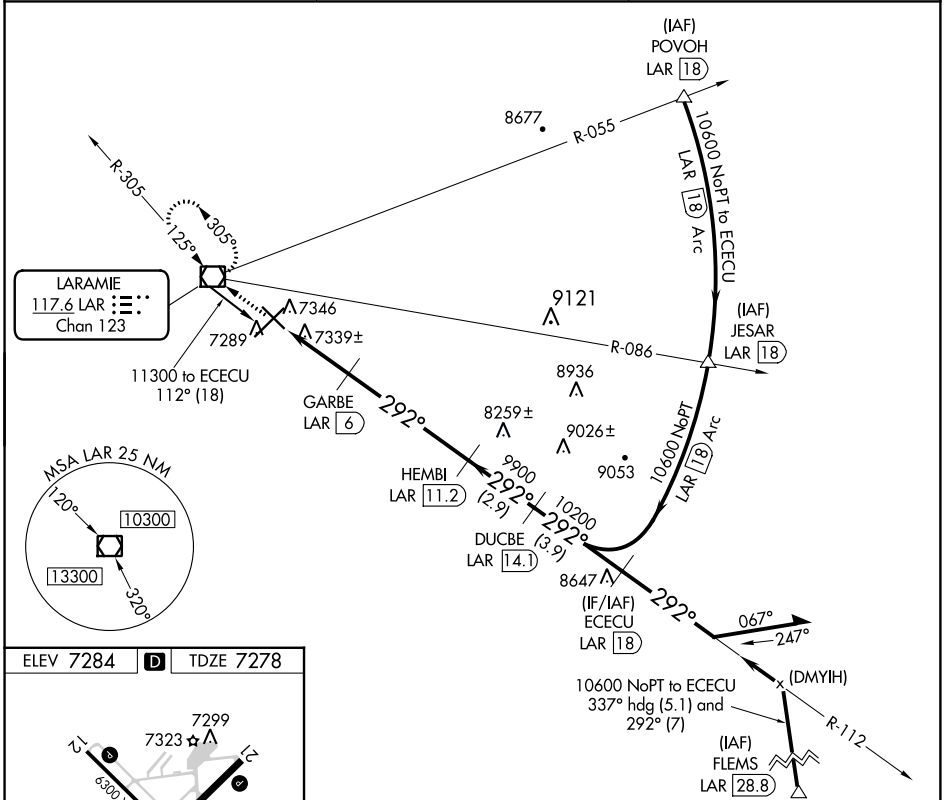 (IAF)
POVOH
LAR 18
8677
R-055
10600 NoPT to ECECU
LAR 18 Arc
R-305
305°
125°
LARAMIE
117.6 LAR
Chan 123
7346
7289
7339±
9121
(IAF)
JESAR
LAR 18
R-086
11300 to ECECU
112° (18)
GARBE
LAR 6
292°
8936
8259±
9026±
9053
10600 NoPT
LAR 18 Arc
MSA LAR 25 NM
120°
10300
13300
320°
HEMBI
LAR 11.2
9900
292°
(2.9)
10200
292°
(3.9)
DUCBE
LAR 14.1
8647
(IF/IAF)
ECECU
LAR 18
292°
067°
247°
(DMYIH)
10600 NoPT to ECECU
337° hdg (5.1) and
292° (7)
R-112
(IAF)
FLEMS
LAR 28.8
ELEV 7284 D TDZE 7278
7299
7323
12
21
P
P
6300